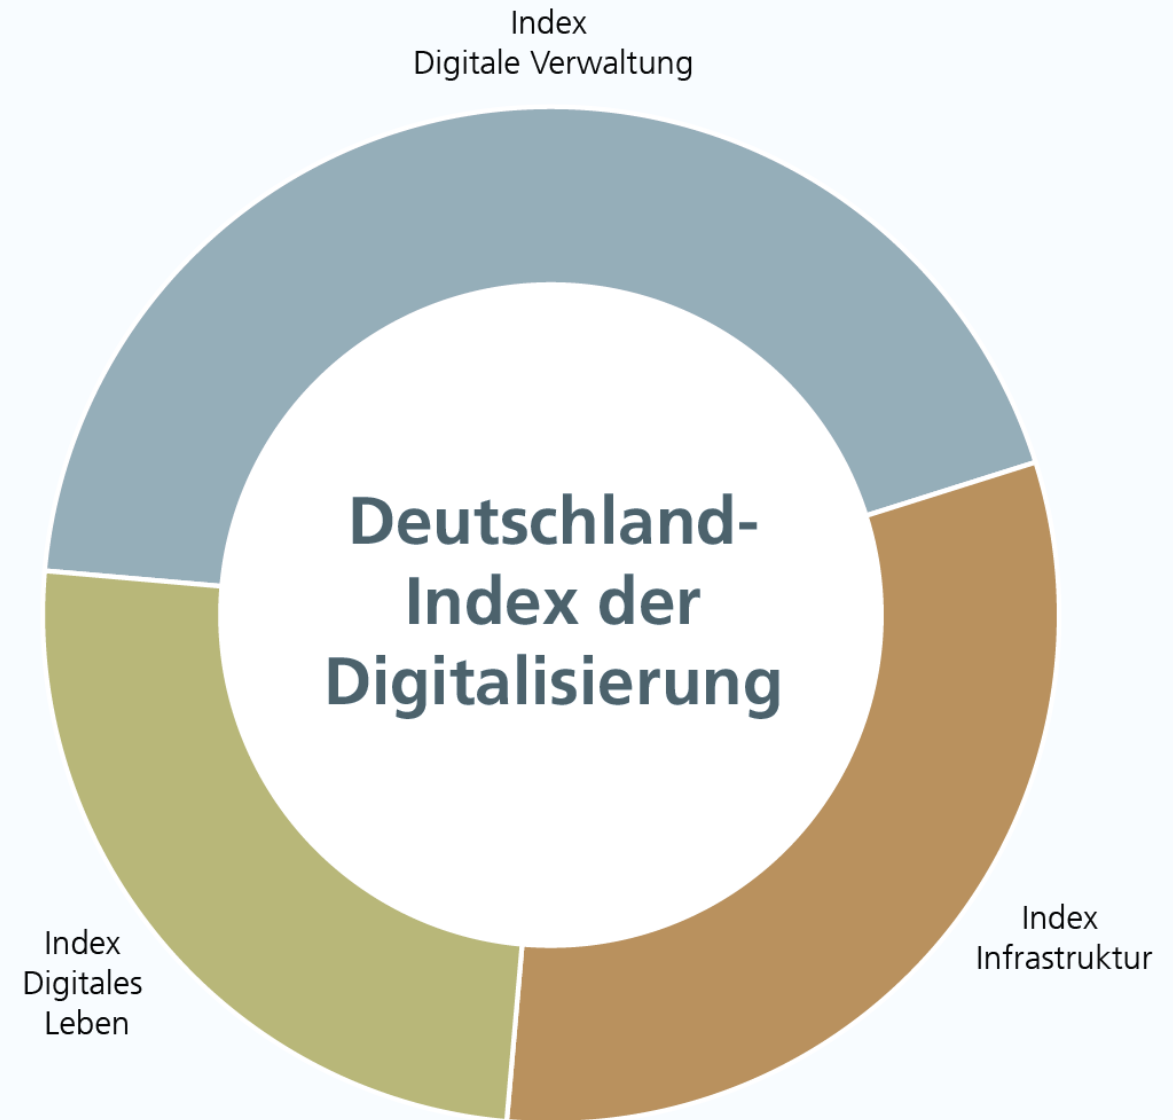 Index
Digitale Verwaltung
Deutschland-
Index der
Digitalisierung
Index
Infrastruktur
Index
Digitales
Leben